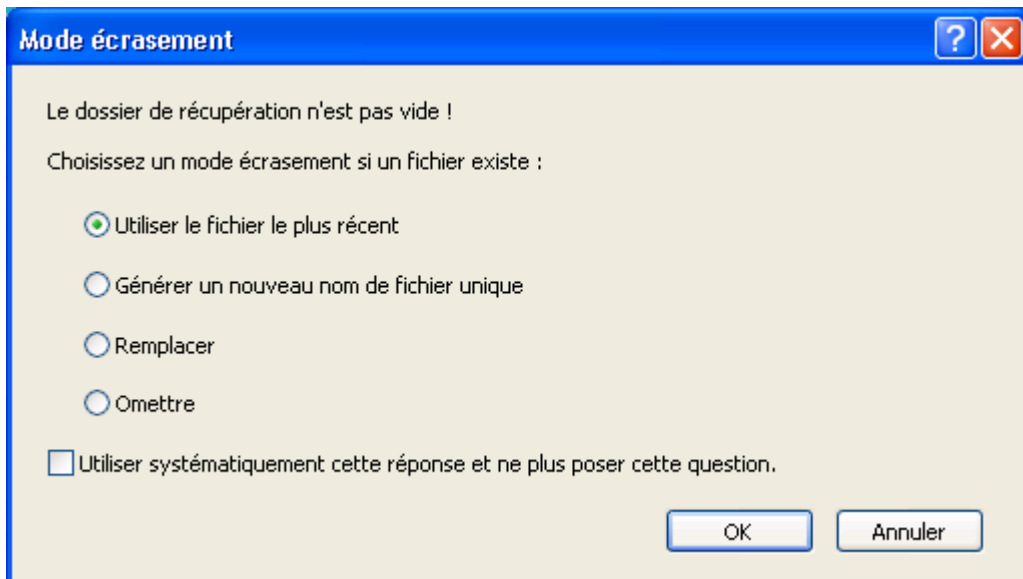 Mode écrasement
Le dossier de récupération n'est pas vide !
Choisissez un mode écrasement si un fichier existe :
Utiliser le fichier le plus récent
Générer un nouveau nom de fichier unique
Remplacer
Omettre
Utiliser systématiquement cette réponse et ne plus poser cette question.
OK Annuler